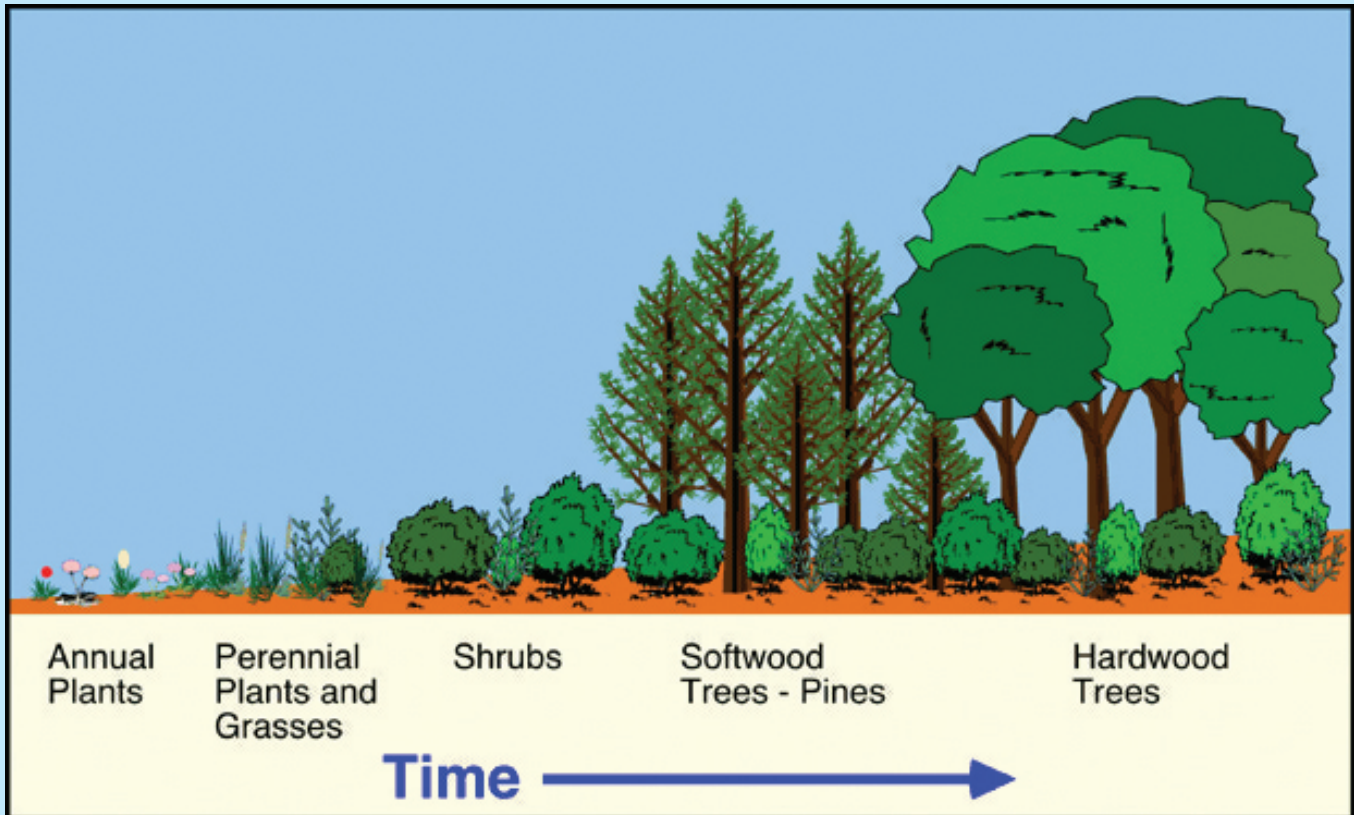 Annual
Plants
Perennial
Plants and
Grasses
Shrubs
Softwood
Trees - Pines
Hardwood
Trees
Time